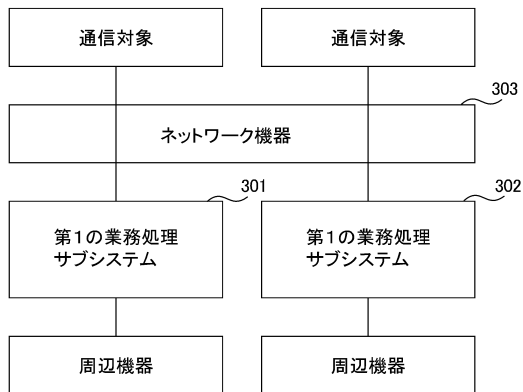 通信対象
通信対象
303
ネットワーク機器
301
302
第1の業務処理
サブシステム
第1の業務処理
サブシステム
周辺機器
周辺機器